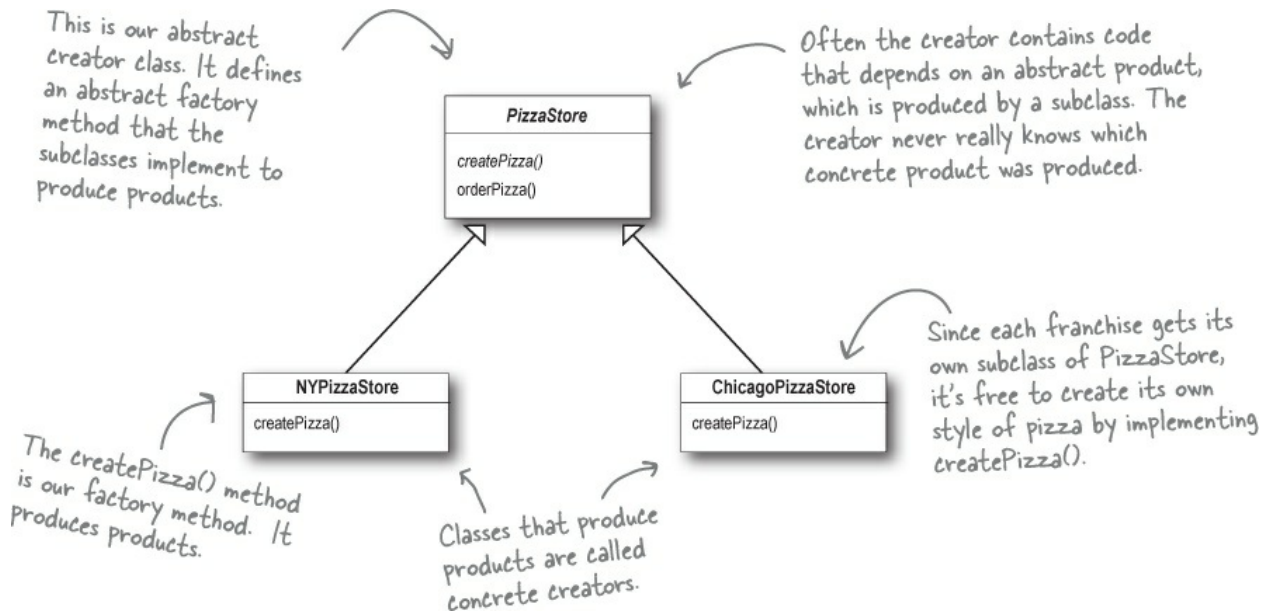 This is our abstract
creator class. It defines
an abstract factory
method that the
subclasses implement to
produce products.
Often the creator contains code
that depends on an abstract product,
which is produced by a subclass. The
creator never really knows which
concrete product was produced.
PizzaStore
createPizza()
orderPizza()
NYPizzaStore
createPizza()
ChicagoPizzaStore
createPizza()
Since each franchise gets its
own subclass of PizzaStore,
it's free to create its own
style of pizza by implementing
createPizza().
The createPizza() method
is our factory method. It
produces products.
Classes that produce
products are called
concrete creators.